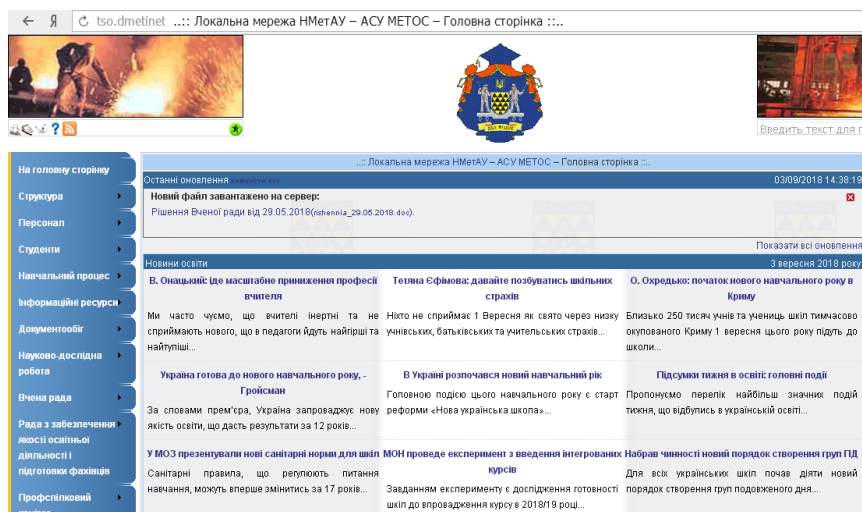 Я
tso.dmetinet ..:: Локальна мережа НМетАУ – АСУ МЕТОС – Головна сторінка ::..
Введить текст для п
..:: Локальна мережа НМетАУ – АСУ МЕТОС – Головна сторінка ::..
На головну сторінку
Структура
Персонал
Студенти
Навчальний процес
Інформаційні ресурси
Документообіг
Науково-дослідна
робота
Вчена рада
Рада з забезпечення
якості освітньої
діяльності і
підготовки фахівців
Профспілковий
Останні оновлення
03/09/2018 14:38:19
Новий файл завантажено на сервер:
Рішення Вченої ради від 29.05.2018(rishennia_29.05.2018.doc).
Показати всі оновлення
Новини освіти
3 вересня 2018 року
В. Онацький: іде масштабне приниження професії
вчителя
Ми часто чуємо, що вчителі інертні та не
сприймають нового, що в педагоги йдуть найгірші та
найтупіші...
Тетяна Єфімова: давайте позбуватись шкільних
страхів
Ніхто не сприймає 1 Вересня як свято через низку
учнівських, батьківських та учительських страхів...
О. Охредько: початок нового навчального року в
Криму
Близько 250 тисяч учнів та учениць шкіл тимчасово
окупованого Криму 1 вересня цього року підуть до
школи...
Україна готова до нового навчального року, -
Гройсман
За словами прем'єра, Україна запроваджує нову
якість освіти, що дасть результати за 12 років...
В Україні розпочався новий навчальний рік
Головною подією цього навчального року є старт
реформи «Нова українська школа»...
Підсумки тижня в освіті: головні події
Пропонуємо перелік найбільш значних подій
тижня, що відбулись в українській освіті...
У МОЗ презентували нові санітарні норми для шкіл
Санітарні правила, що регулюють питання
навчання, можуть вперше змінитись за 17 років...
МОН проведе експеримент з введення інтегрованих
курсів
Завданням експерименту є дослідження готовності
шкіл до впровадження курсу в 2018/19 році...
Набрав чинності новий порядок створення груп ПД
Для всіх українських шкіл почав діяти новий
порядок створення груп подовженого дня...